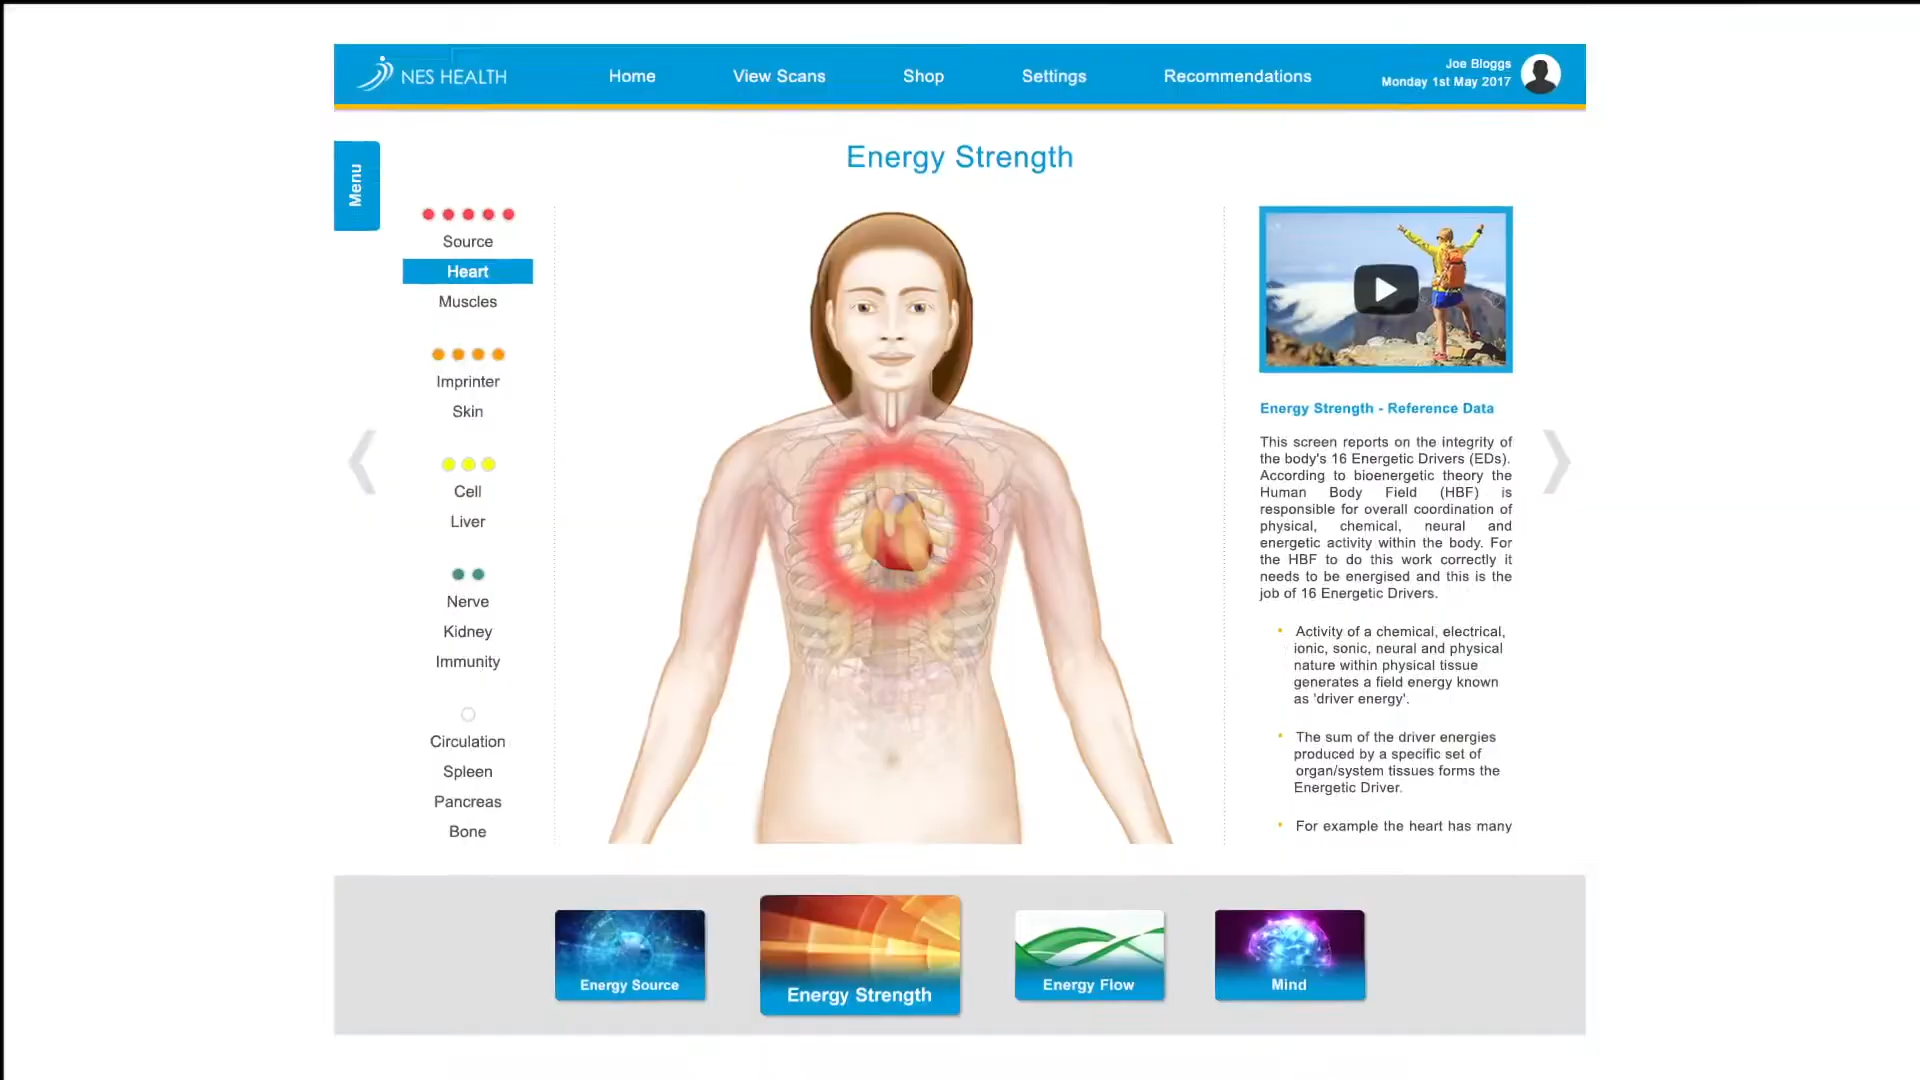 NES HEALTH
Home
View Scans
Shop
Settings
Recommendations
Joe Bloggs
Monday 1st May 2017
Menu
Energy Strength
Source
Heart
Muscles
Imprinter
Skin
Cell
Liver
Nerve
Kidney
Immunity
Circulation
Spleen
Pancreas
Bone
Energy Strength - Reference Data
This screen reports on the integrity of
the body's 16 Energetic Drivers (EDs).
According to bioenergetic theory the
Human Body Field (HBF) is
responsible for overall coordination of
physical, chemical, neural and
energetic activity within the body. For
the HBF to do this work correctly it
needs to be energised and this is the
job of 16 Energetic Drivers.
Activity of a chemical, electrical,
ionic, sonic, neural and physical
nature within physical tissue
generates a field energy known
as 'driver energy'.
The sum of the driver energies
produced by a specific set of
organ/system tissues forms the
Energetic Driver.
For example the heart has many
Energy Source
Energy Strength
Energy Flow
Mind